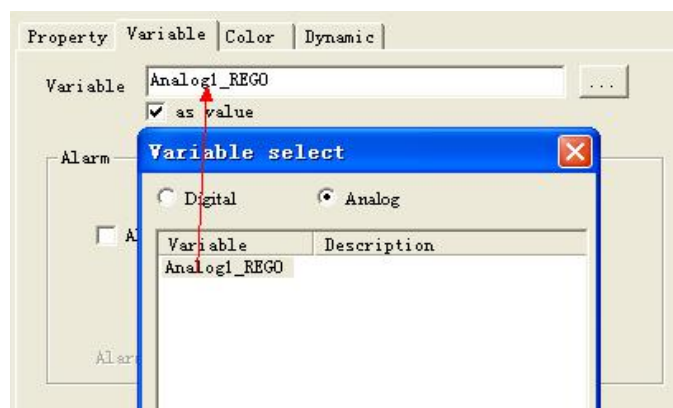 Property Variable Color Dynamic
Variable Analog1_REG0 ...
as value
Alarm
Variable select
Digital Analog
Variable Description
Analog1_REG0